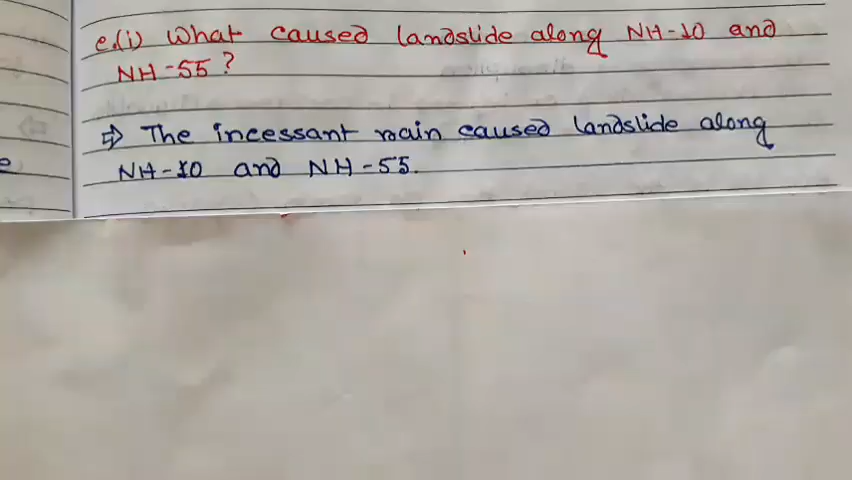 e.(i) What caused landslide along NH-10 and
NH-55?
⇒ The incessant rain caused landslide along
NH-10 and NH-55.
e